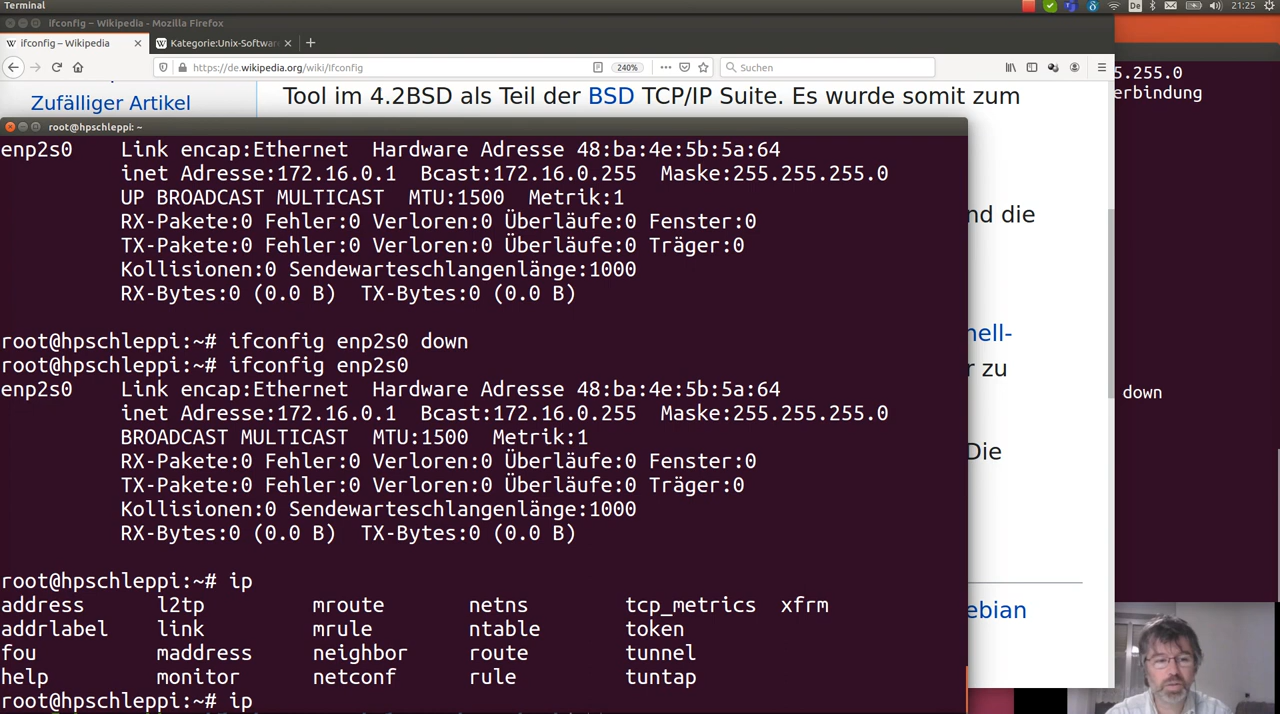 Terminal
De
21:25
ifconfig – Wikipedia - Mozilla Firefox
ifconfig – Wikipedia
Kategorie:Unix-Softwar
https://de.wikipedia.org/wiki/Ifconfig
240%
Suchen
5.255.0
Zufälliger Artikel
Tool im 4.2BSD als Teil der BSD TCP/IP Suite. Es wurde somit zum
erbindung
root@hpschleppi: ~
enp2s0 Link encap:Ethernet Hardware Adresse 48:ba:4e:5b:5a:64
inet Adresse:172.16.0.1 Bcast:172.16.0.255 Maske:255.255.255.0
UP BROADCAST MULTICAST MTU:1500 Metrik:1
RX-Pakete:0 Fehler:0 Verloren:0 Überläufe:0 Fenster:0
nd die
TX-Pakete:0 Fehler:0 Verloren:0 Überläufe:0 Träger:0
Kollisionen:0 Sendewarteschlangenlänge:1000
RX-Bytes:0 (0.0 B) TX-Bytes:0 (0.0 B)
root@hpschleppi:~# ifconfig enp2s0 down
nell-
root@hpschleppi:~# ifconfig enp2s0
r zu
enp2s0 Link encap:Ethernet Hardware Adresse 48:ba:4e:5b:5a:64
down
inet Adresse:172.16.0.1 Bcast:172.16.0.255 Maske:255.255.255.0
BROADCAST MULTICAST MTU:1500 Metrik:1
Die
RX-Pakete:0 Fehler:0 Verloren:0 Überläufe:0 Fenster:0
TX-Pakete:0 Fehler:0 Verloren:0 Überläufe:0 Träger:0
Kollisionen:0 Sendewarteschlangenlänge:1000
RX-Bytes:0 (0.0 B) TX-Bytes:0 (0.0 B)
root@hpschleppi:~# ip
address l2tp mroute netns tcp_metrics xfrm
ebian
addrlabel link mrule ntable token
fou maddress neighbor route tunnel
help monitor netconf rule tuntap
root@hpschleppi:~# ip